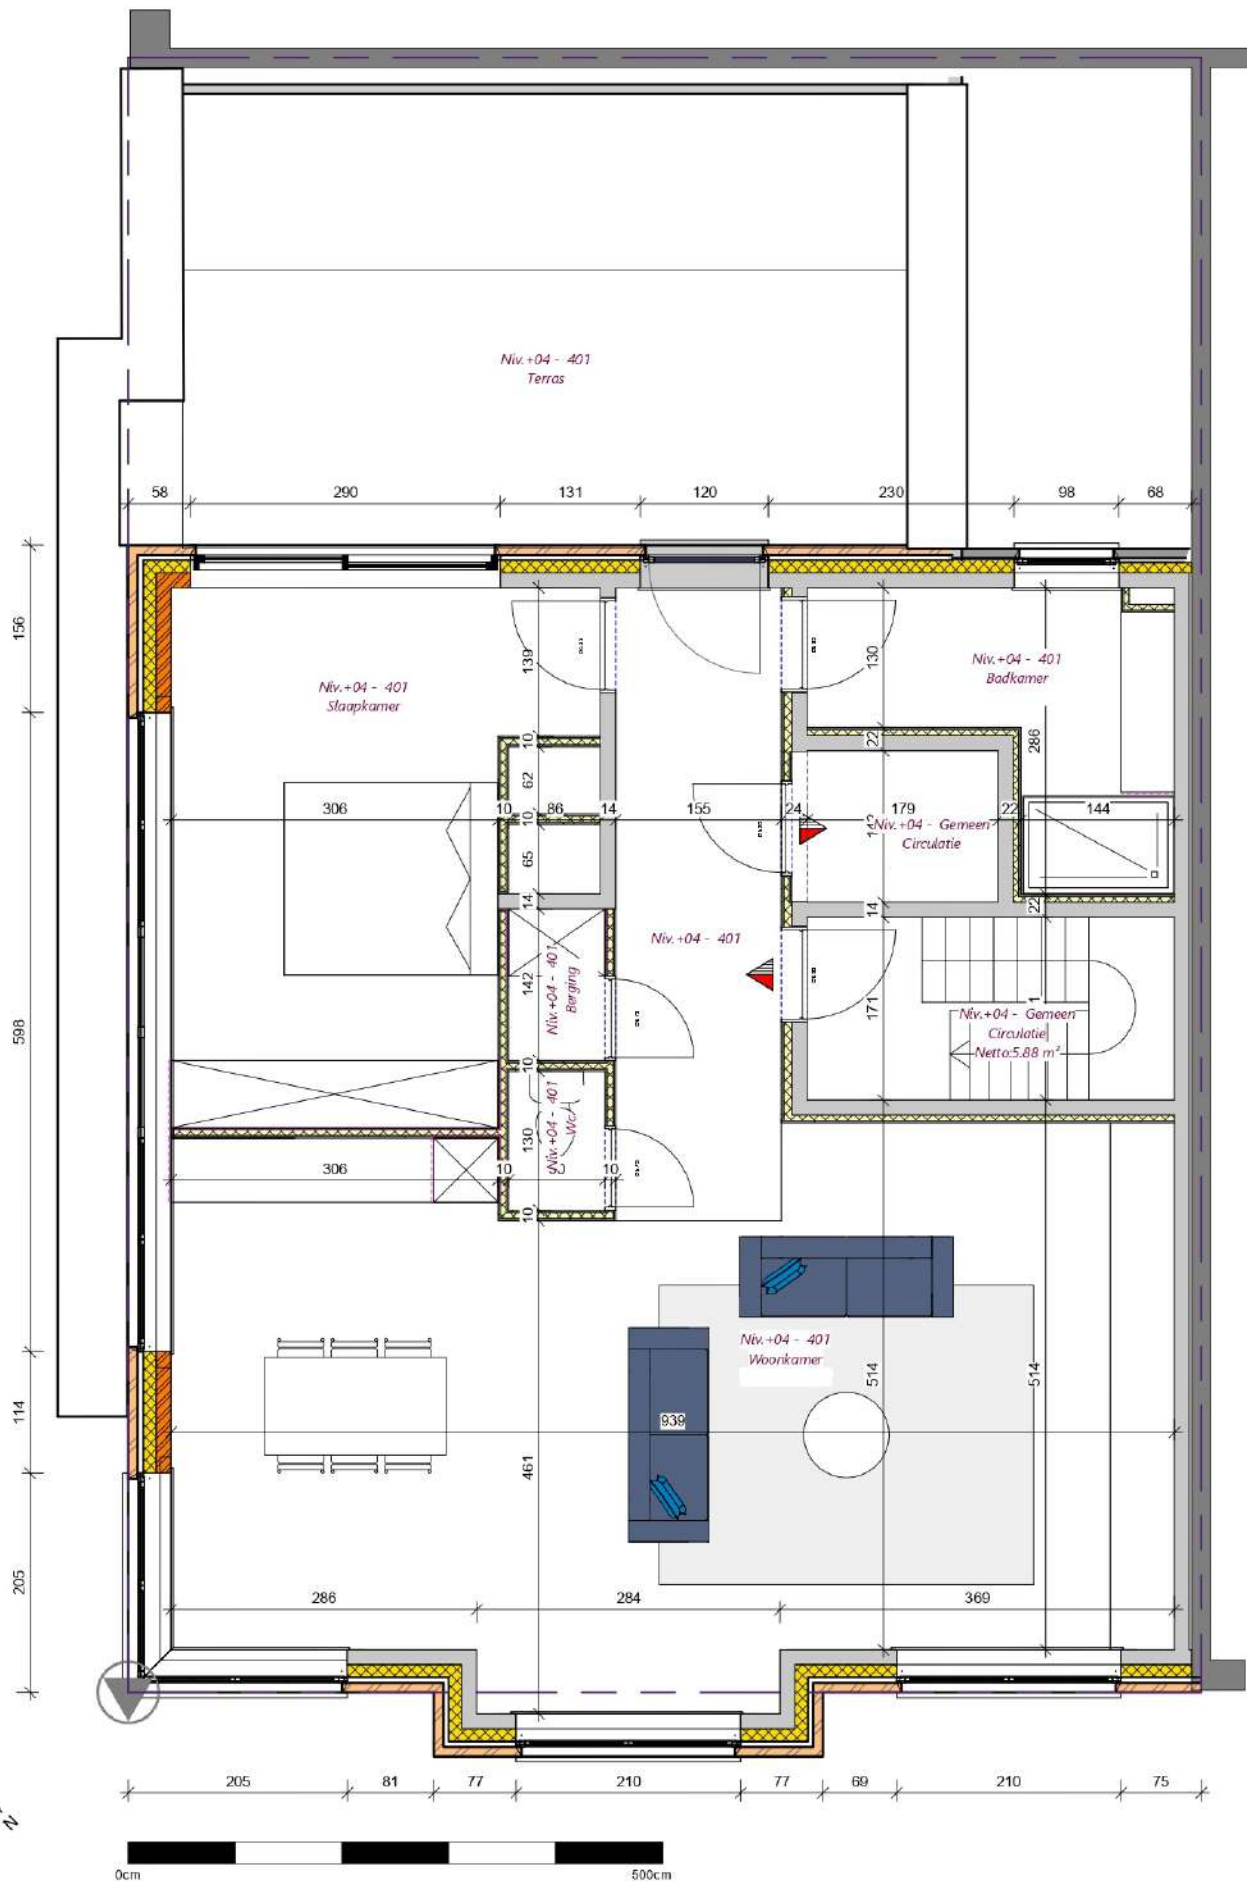 Niv.+04 - 401
Terras
58
290
131
120
230
98
68
156
139
130
Niv.+04 - 401
Slaapkamer
Niv.+04 - 401
Badkamer
10
22
286
62
306
10
86
14
155
24
179
22
144
10
Niv.+04 - Gemeen
Circulatie
65
14
14
22
Niv.+04 - 401
142
Niv.+04 - 401
Berging
171
1
Niv.+04 - Gemeen
Circulatie
Netto:5.88 m²
598
10
130
Niv.+04 - 401
Wc
306
10
10
10
Niv.+04 - 401
Woonkamer
514
514
114
939
461
205
286
284
369
205
81
77
210
77
69
210
75
N
0cm
500cm